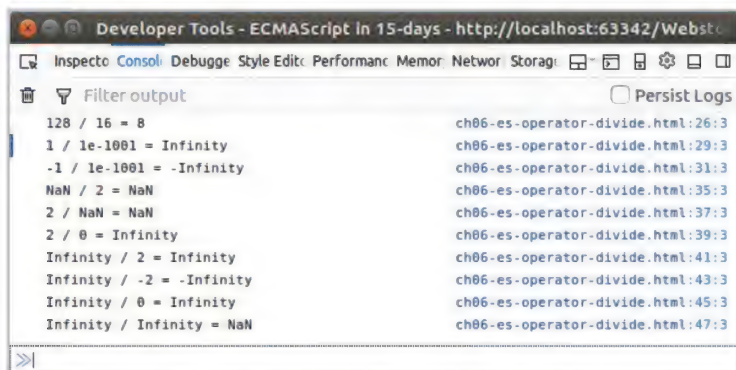 Developer Tools - ECMAScript in 15-days - http://localhost:63342/Webstc
Inspecto Consol Debugge Style Edit Performanc Memor Networ Storag
Filter output Persist Logs
128 / 16 = 8 ch06-es-operator-divide.html:26:3
1 / 1e-1001 = Infinity ch06-es-operator-divide.html:29:3
-1 / 1e-1001 = -Infinity ch06-es-operator-divide.html:31:3
NaN / 2 = NaN ch06-es-operator-divide.html:35:3
2 / NaN = NaN ch06-es-operator-divide.html:37:3
2 / 0 = Infinity ch06-es-operator-divide.html:39:3
Infinity / 2 = Infinity ch06-es-operator-divide.html:41:3
Infinity / -2 = -Infinity ch06-es-operator-divide.html:43:3
Infinity / 0 = Infinity ch06-es-operator-divide.html:45:3
Infinity / Infinity = NaN ch06-es-operator-divide.html:47:3
≫